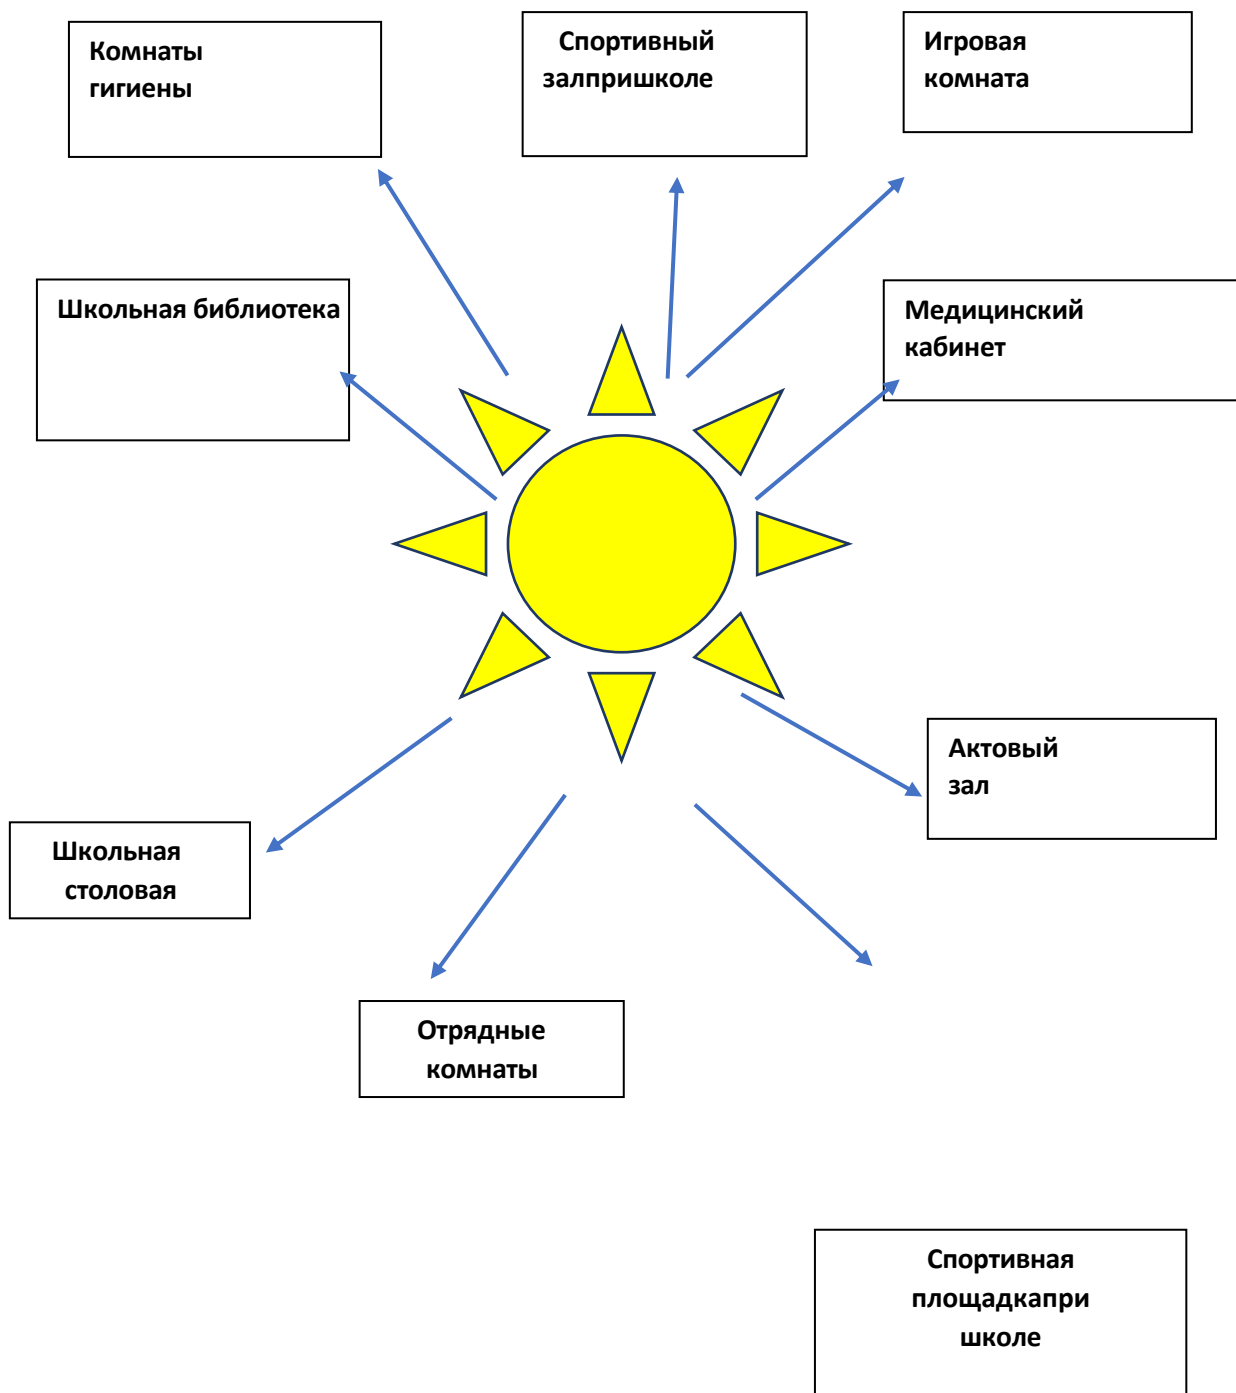 Комнаты
гигиены
Спортивный
залпришколе
Игровая
комната
Школьная библиотека
Медицинский
кабинет
Актовый
зал
Школьная
столовая
Отрядные
комнаты
Спортивная
площадкапри
школе